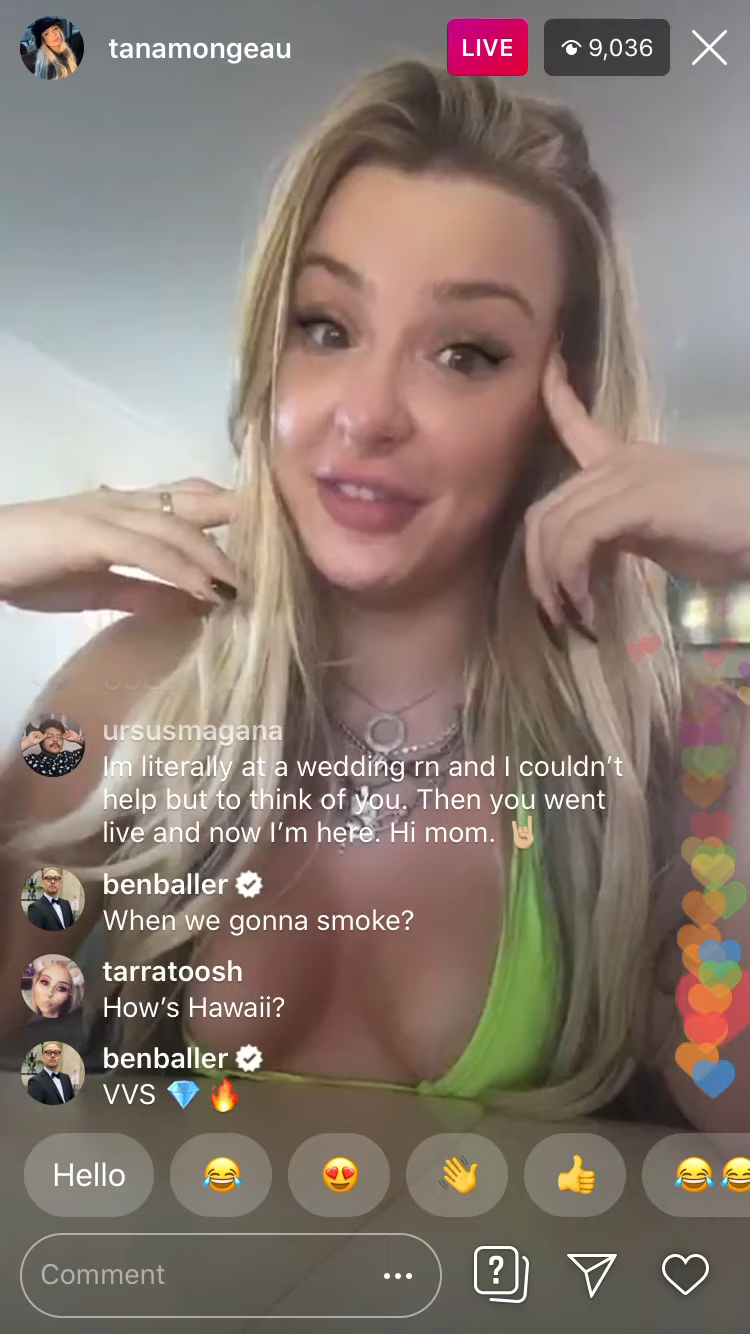 tanamongeau
LIVE
9,036
ursusmagana
Im literally at a wedding rn and I couldn’t
help but to think of you. Then you went
live and now I’m here. Hi mom. 🤘🏼
benballer
When we gonna smoke?
tarratoosh
How’s Hawaii?
benballer
VVS 💎 🔥
Hello 😂 😍 👋 👍 😂😂
Comment
?